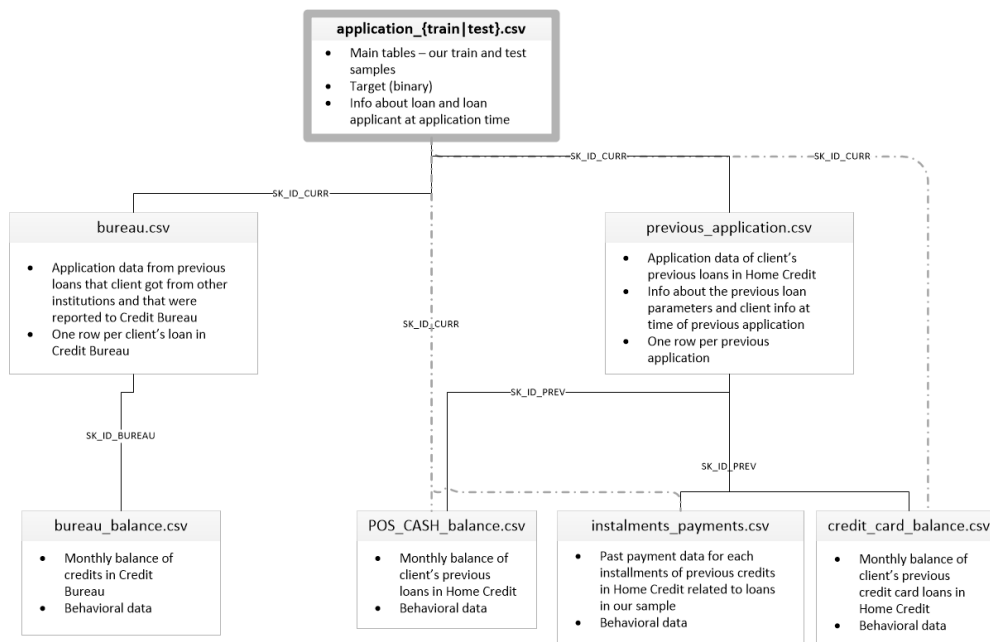 application_{train|test}.csv
• Main tables – our train and test
samples
• Target (binary)
• Info about loan and loan
applicant at application time
SK_ID_CURR
SK_ID_CURR
SK_ID_CURR
bureau.csv
• Application data from previous
loans that client got from other
institutions and that were
reported to Credit Bureau
• One row per client's loan in
Credit Bureau
previous_application.csv
• Application data of client's
previous loans in Home Credit
• Info about the previous loan
parameters and client info at
time of previous application
• One row per previous
application
SK_ID_CURR
SK_ID_PREV
SK_ID_BUREAU
SK_ID_PREV
bureau_balance.csv
• Monthly balance of
credits in Credit
Bureau
• Behavioral data
POS_CASH_balance.csv
• Monthly balance of
client's previous
loans in Home Credit
• Behavioral data
instalments_payments.csv
• Past payment data for each
installments of previous credits
in Home Credit related to loans
in our sample
• Behavioral data
credit_card_balance.csv
• Monthly balance of
client's previous
credit card loans in
Home Credit
• Behavioral data